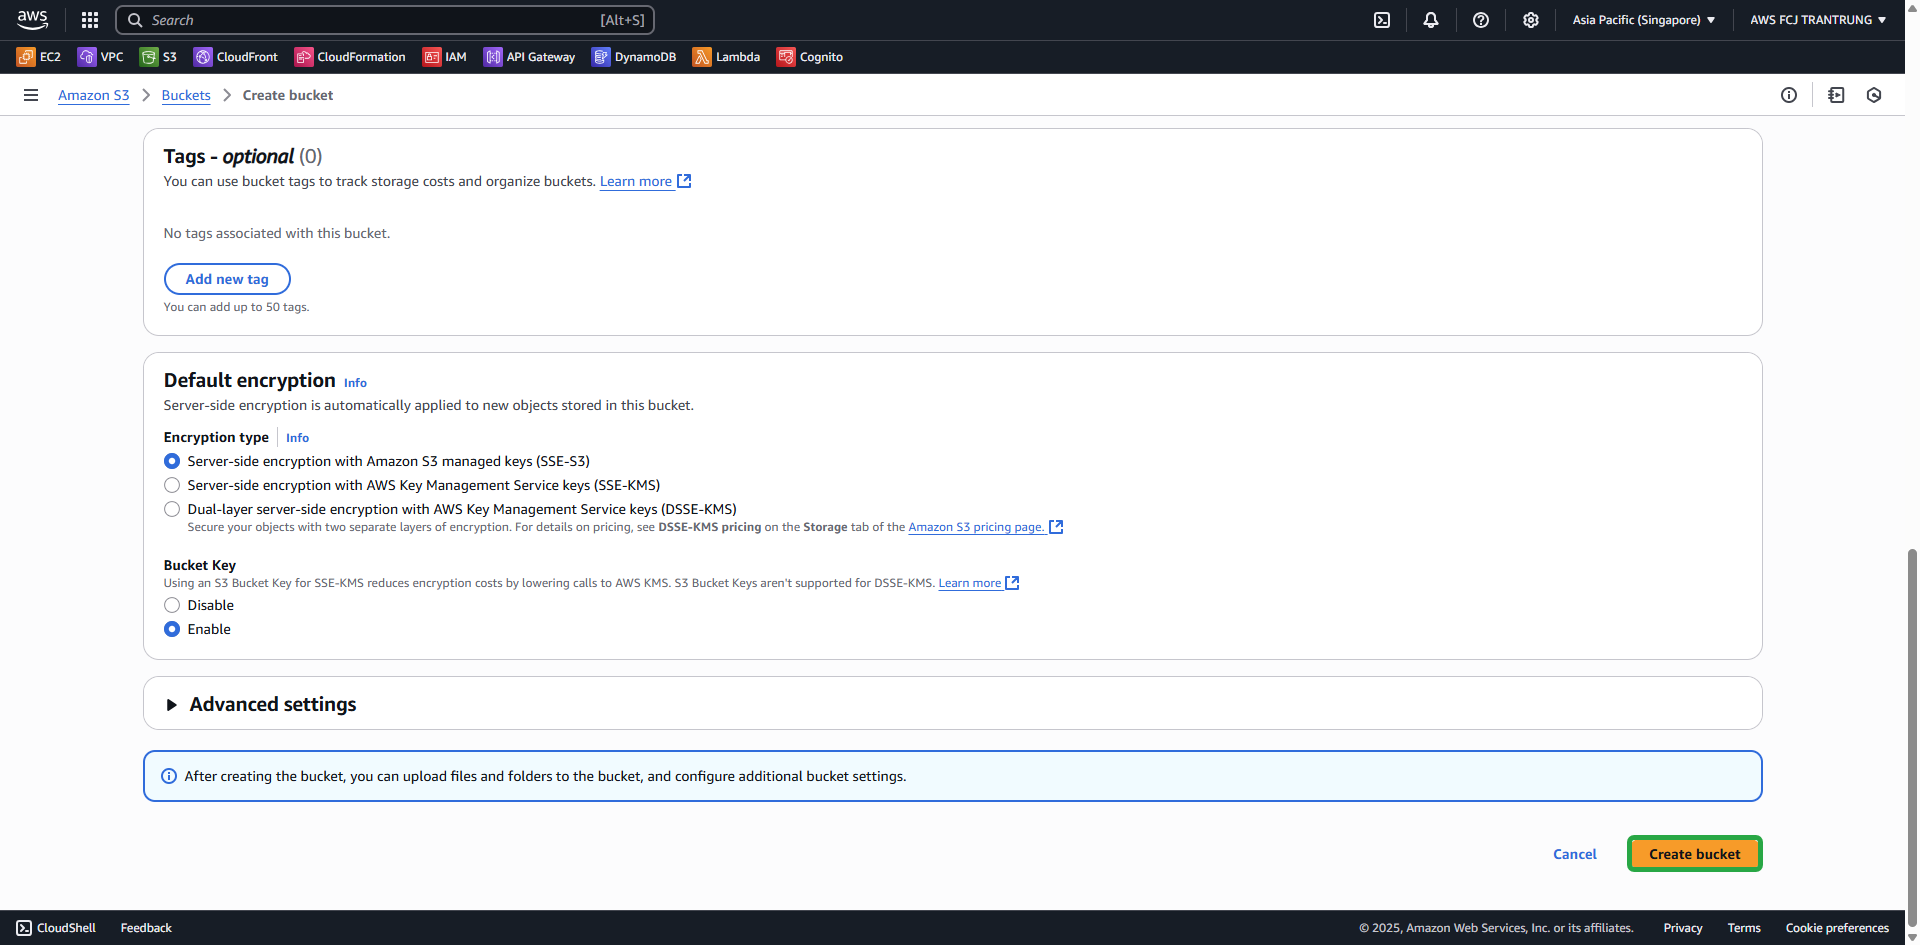 aws
Search [Alt+S]
Asia Pacific (Singapore) AWS FCJ TRANTRUNG
EC2 VPC S3 CloudFront CloudFormation IAM API Gateway DynamoDB Lambda Cognito
Amazon S3 Buckets Create bucket
Tags - optional (0)
You can use bucket tags to track storage costs and organize buckets. Learn more
No tags associated with this bucket.
Add new tag
You can add up to 50 tags.
Default encryption Info
Server-side encryption is automatically applied to new objects stored in this bucket.
Encryption type Info
Server-side encryption with Amazon S3 managed keys (SSE-S3)
Server-side encryption with AWS Key Management Service keys (SSE-KMS)
Dual-layer server-side encryption with AWS Key Management Service keys (DSSE-KMS)
Secure your objects with two separate layers of encryption. For details on pricing, see DSSE-KMS pricing on the Storage tab of the Amazon S3 pricing page.
Bucket Key
Using an S3 Bucket Key for SSE-KMS reduces encryption costs by lowering calls to AWS KMS. S3 Bucket Keys aren't supported for DSSE-KMS. Learn more
Disable
Enable
Advanced settings
After creating the bucket, you can upload files and folders to the bucket, and configure additional bucket settings.
Cancel Create bucket
CloudShell Feedback © 2025, Amazon Web Services, Inc. or its affiliates. Privacy Terms Cookie preferences